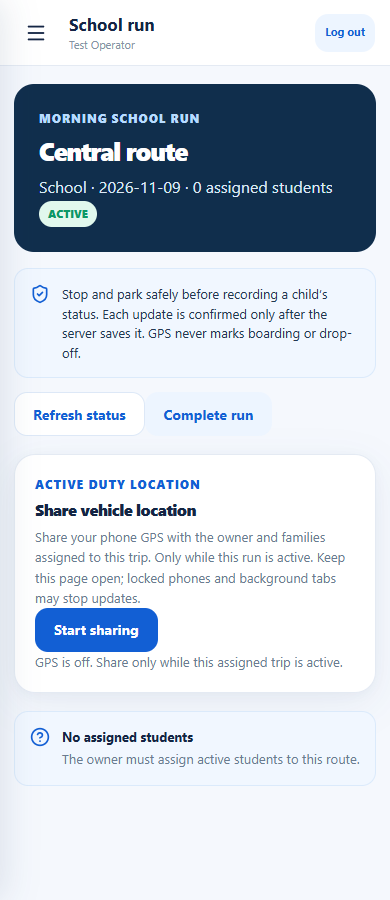 School run
Test Operator
Log out
MORNING SCHOOL RUN
Central route
School · 2026-11-09 · 0 assigned students
ACTIVE
Stop and park safely before recording a child's
status. Each update is confirmed only after the
server saves it. GPS never marks boarding or drop-
off.
Refresh status
Complete run
ACTIVE DUTY LOCATION
Share vehicle location
Share your phone GPS with the owner and families
assigned to this trip. Only while this run is active. Keep
this page open; locked phones and background tabs
may stop updates.
Start sharing
GPS is off. Share only while this assigned trip is active.
No assigned students
The owner must assign active students to this route.